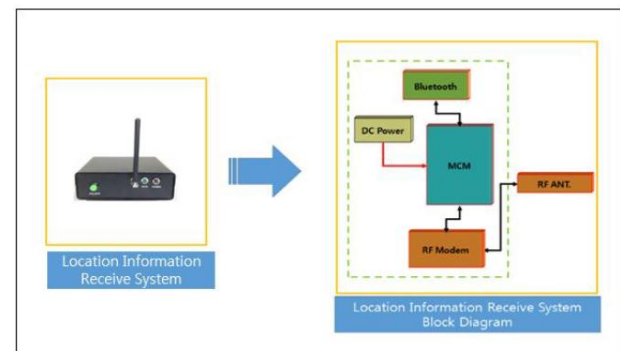 Location Information
Receive System
Bluetooth
DC Power
MCM
RF ANT.
RF Modem
Location Information Receive System
Block Diagram